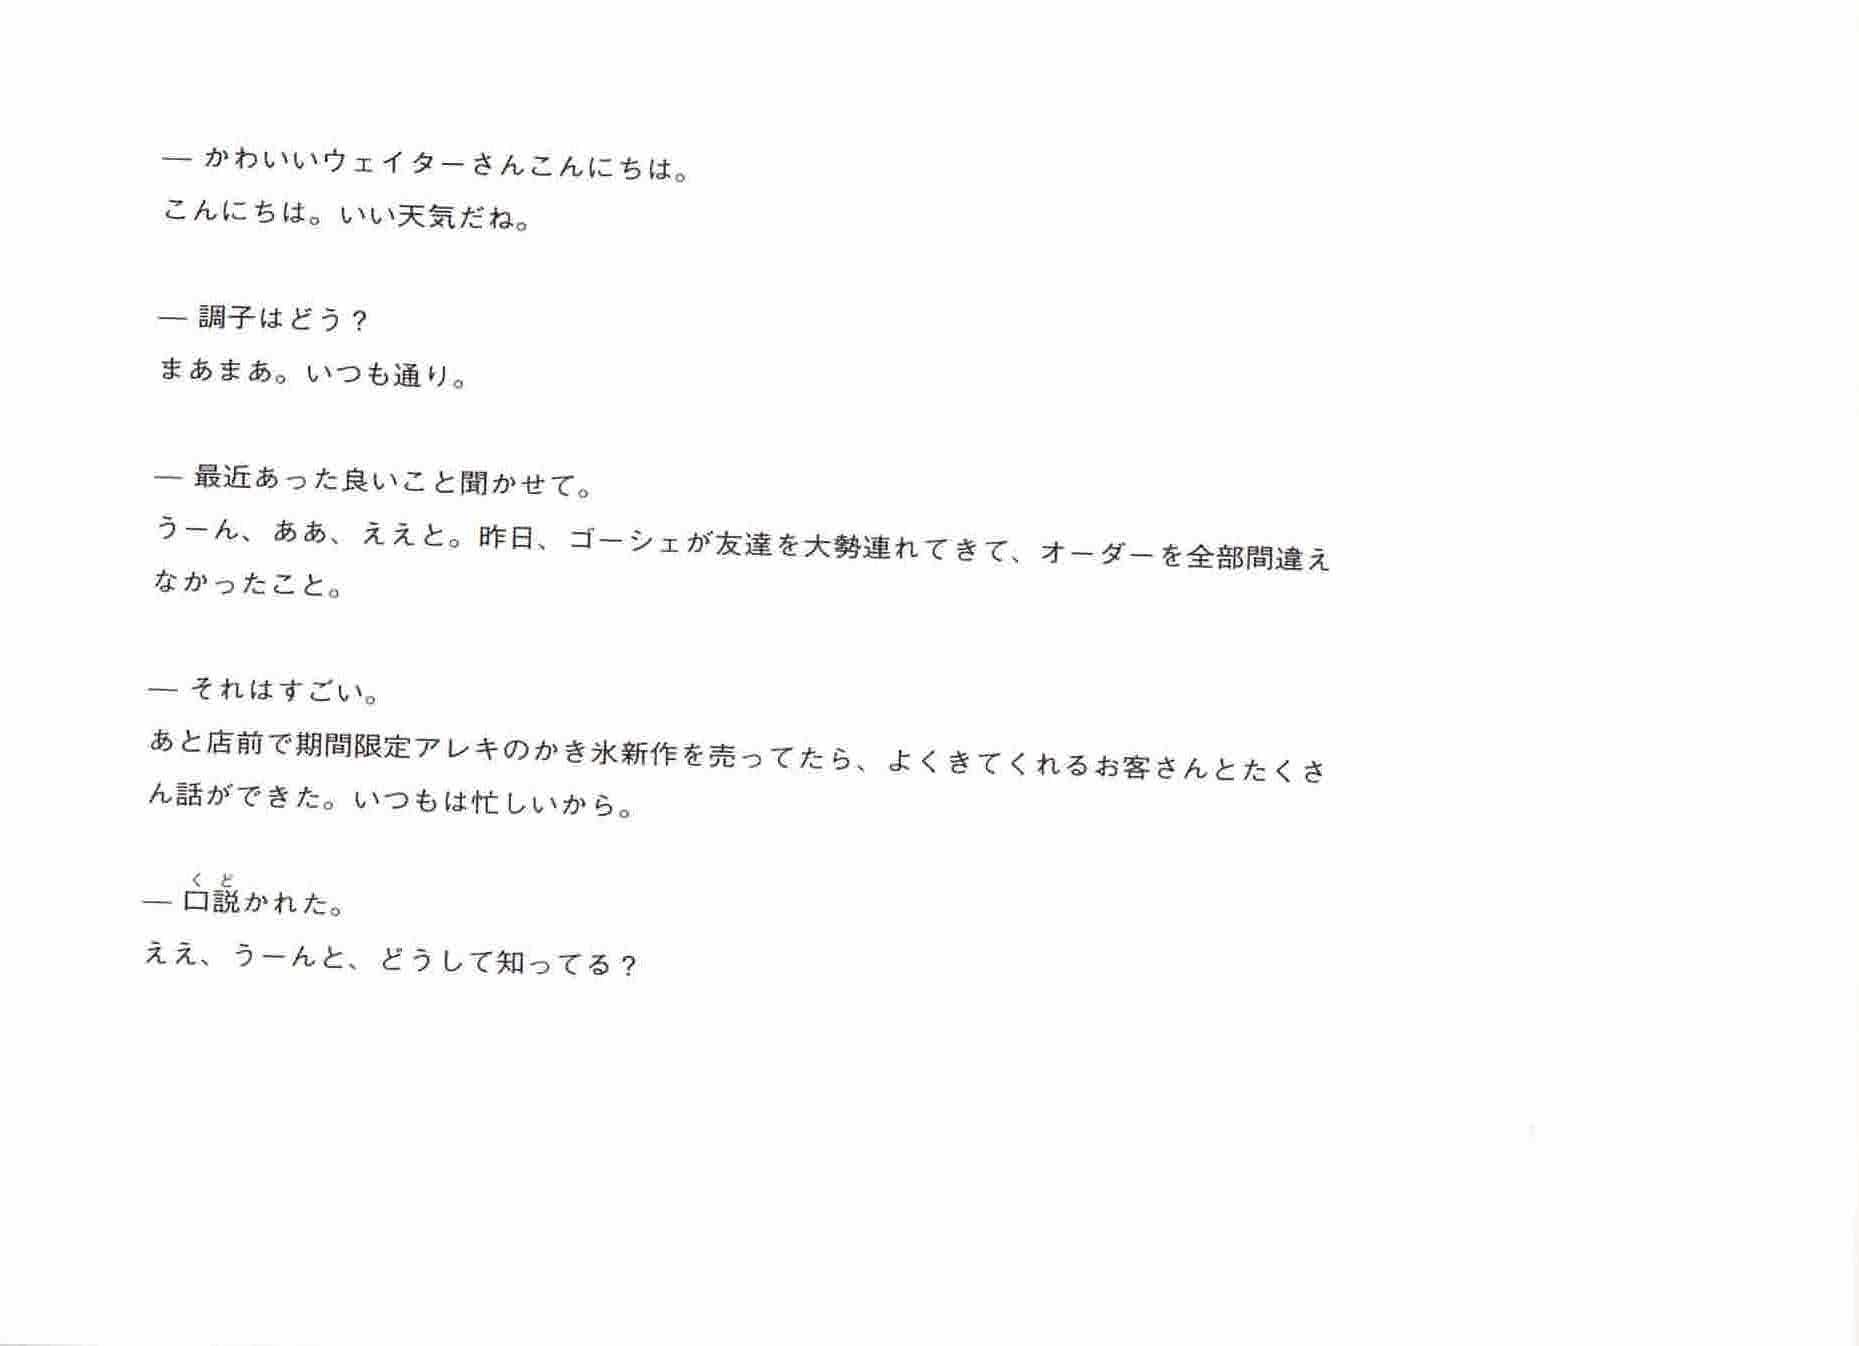 — かわいいウェイターさんこんにちは。
こんにちは。いい天気だね。
— 調子はどう？
まあまあ。いつも通り。
— 最近あった良いこと聞かせて。
うーん、ああ、ええと。昨日、ゴーシェが友達を大勢連れてきて、オーダーを全部間違え
なかったこと。
— それはすごい。
あと店前で期間限定アレキのかき氷新作を売ってたら、よくきてくれるお客さんとたくさ
ん話ができた。いつもは忙しいから。
くど
— 口説かれた。
ええ、うーんと、どうして知ってる？